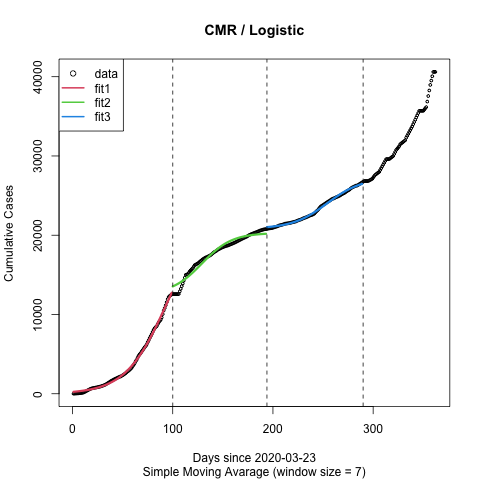 CMR / Logistic
data
fit1
fit2
fit3
Cumulative Cases
0
10000
20000
30000
40000
0
100
200
300
Days since 2020-03-23
Simple Moving Avarage (window size = 7)